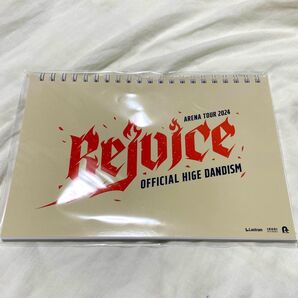 ARENA TOUR 2024
Rejoice
OFFICIAL HIGE DANDISM